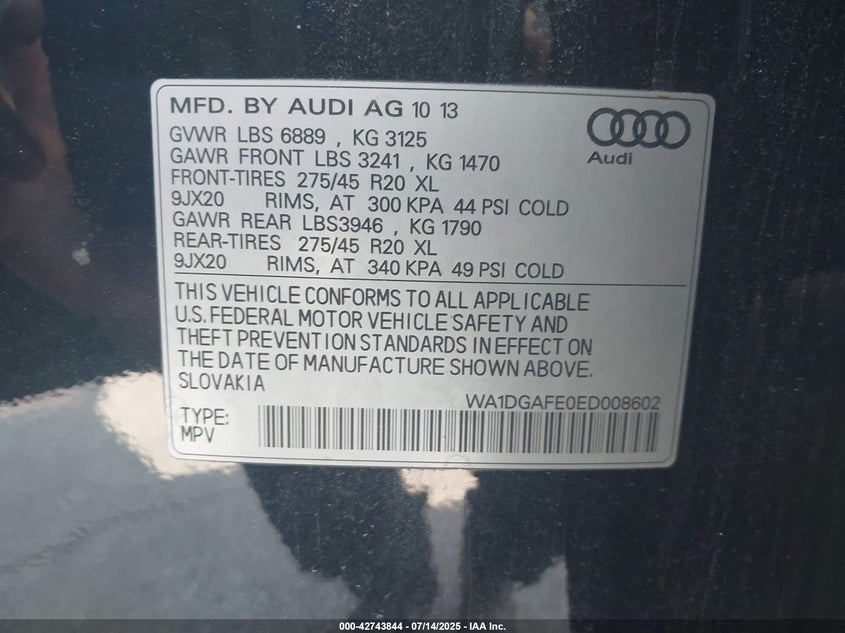 MFD. BY AUDI AG 10 13
Audi
GVWR LBS 6889 , KG 3125
GAWR FRONT LBS 3241 , KG 1470
FRONT-TIRES 275/45 R20 XL
9JX20 RIMS, AT 300 KPA 44 PSI COLD
GAWR REAR LBS3946 , KG 1790
REAR-TIRES 275/45 R20 XL
9JX20 RIMS, AT 340 KPA 49 PSI COLD
THIS VEHICLE CONFORMS TO ALL APPLICABLE
U.S. FEDERAL MOTOR VEHICLE SAFETY AND
THEFT PREVENTION STANDARDS IN EFFECT ON
THE DATE OF MANUFACTURE SHOWN ABOVE.
SLOVAKIA
WA1DGAFE0ED008602
TYPE:
MPV
000-42743844 | 07/14/2025 - IAA Inc.